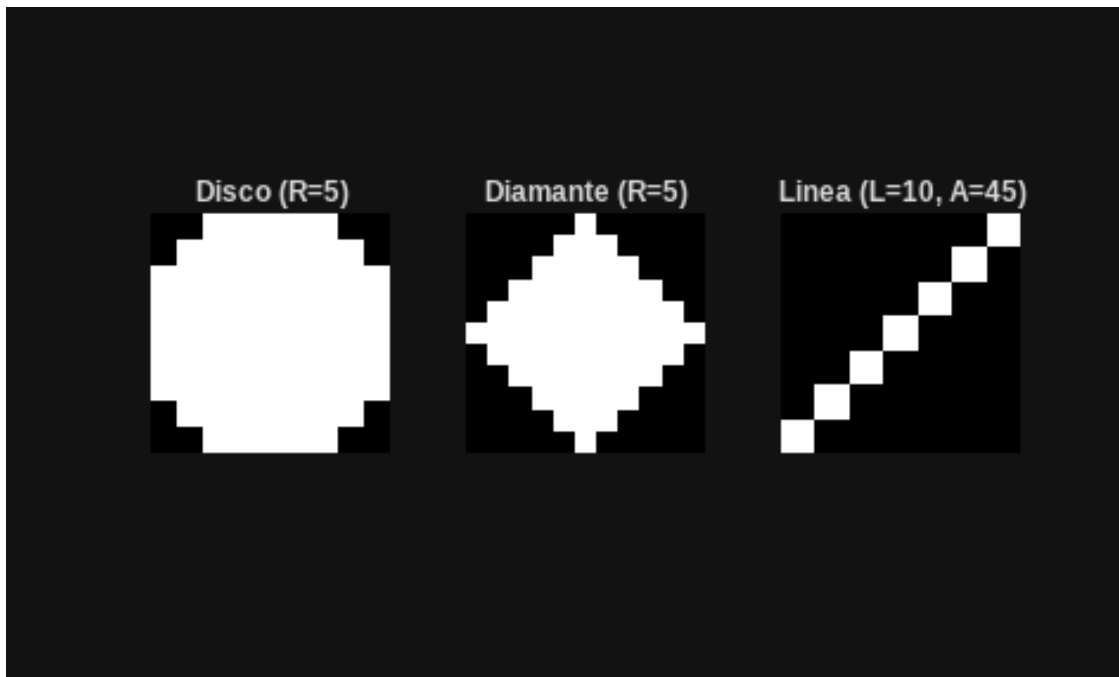 Disco (R=5)
Diamante (R=5)
Linea (L=10, A=45)